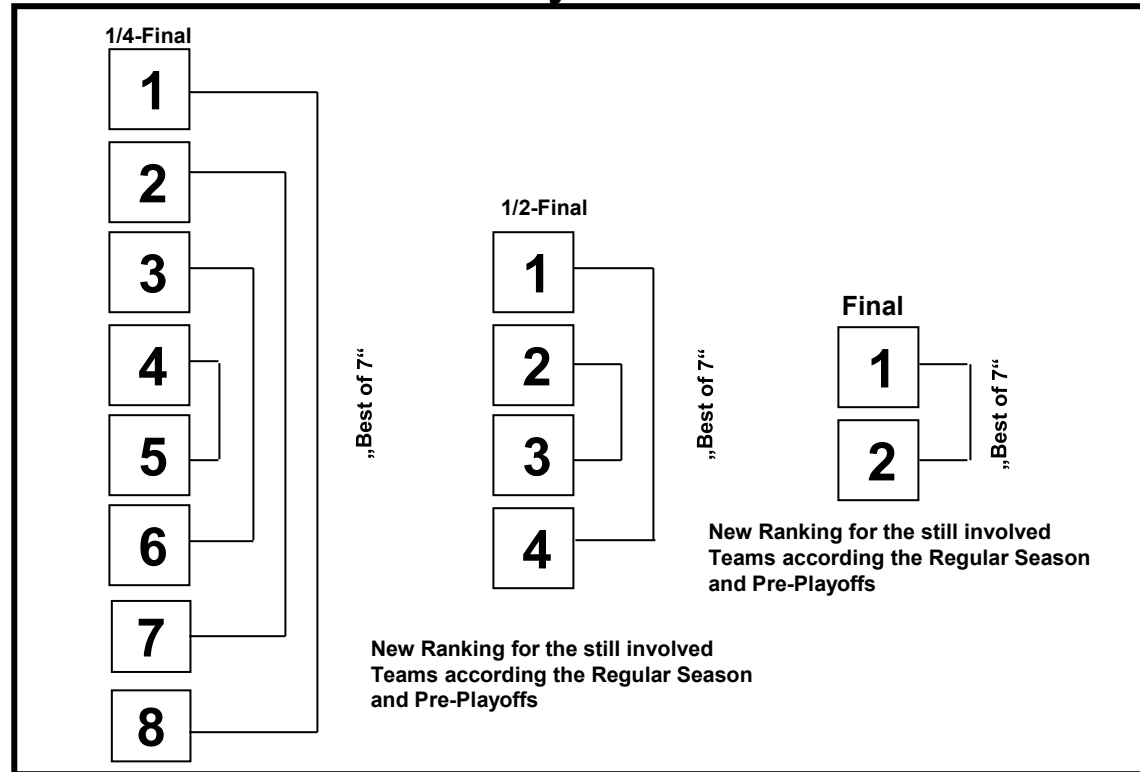 1/4-Final
1
2
3
4
5
6
7
8
„Best of 7“
1/2-Final
1
2
3
4
„Best of 7“
New Ranking for the still involved
Teams according the Regular Season
and Pre-Playoffs
Final
1
2
„Best of 7“
New Ranking for the still involved
Teams according the Regular Season
and Pre-Playoffs